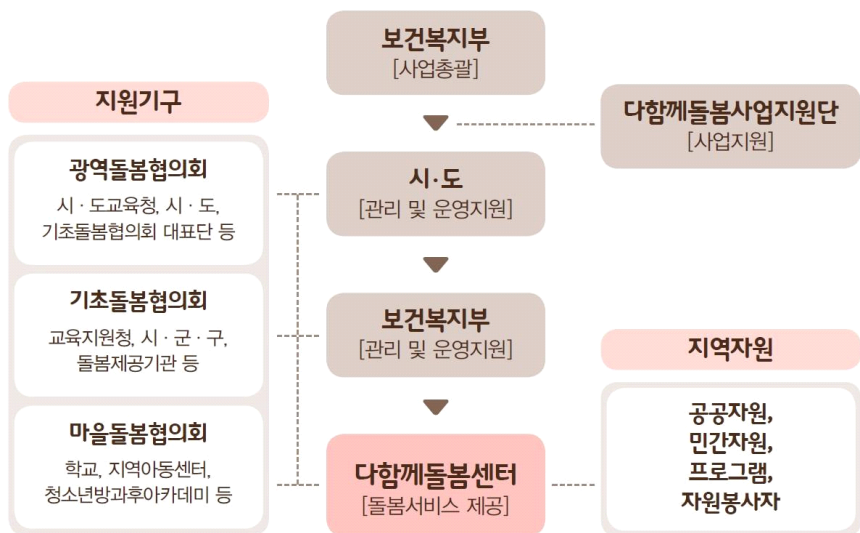 보건복지부
[사업총괄]
지원기구
다함께돌봄사업지원단
[사업지원]
광역돌봄협의회
시 · 도교육청, 시 · 도,
기초돌봄협의회 대표단 등
시·도
[관리 및 운영지원]
기초돌봄협의회
교육지원청, 시 · 군 · 구,
돌봄제공기관 등
보건복지부
[관리 및 운영지원]
지역자원
공공자원,
민간자원,
프로그램,
자원봉사자
마을돌봄협의회
학교, 지역아동센터,
청소년방과후아카데미 등
다함께돌봄센터
[돌봄서비스 제공]